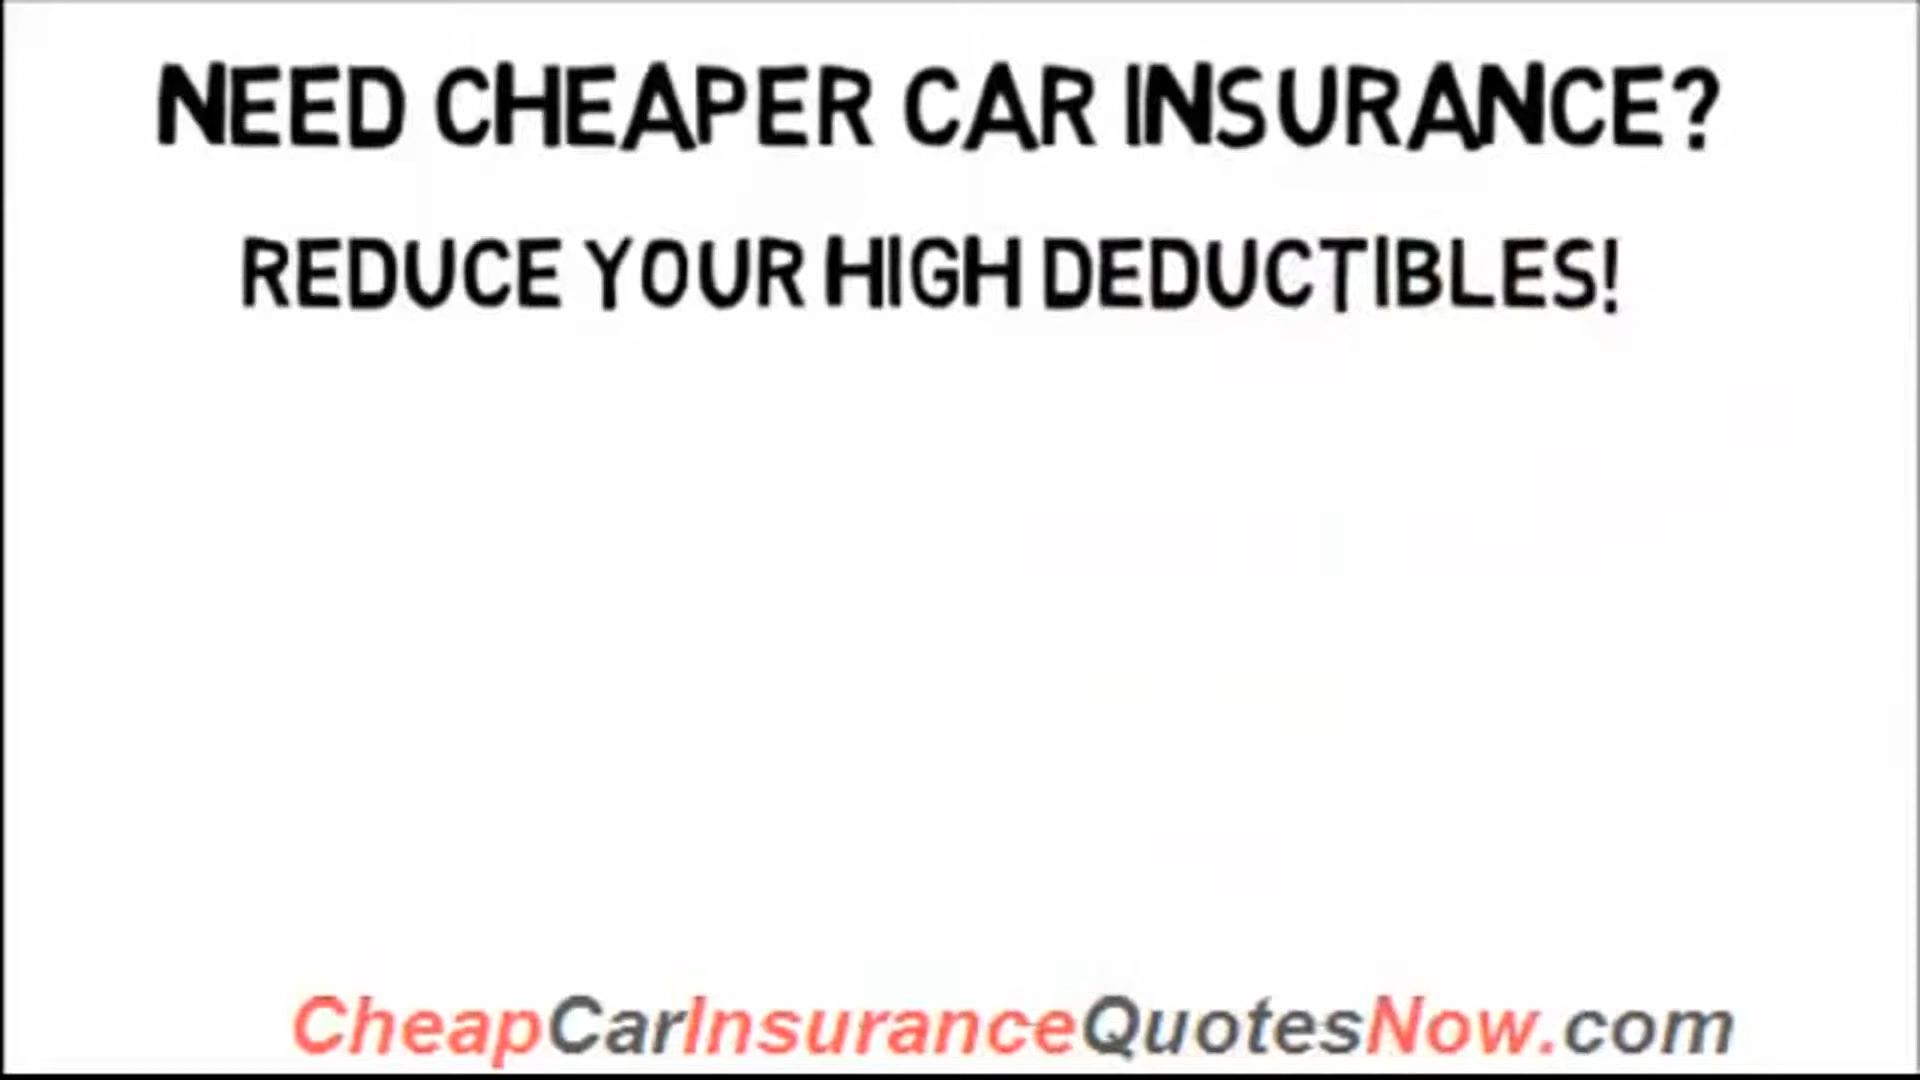 NEED CHEAPER CAR INSURANCE?
REDUCE YOUR HIGH DEDUCTIBLES!
CheapCarInsuranceQuotesNow.com